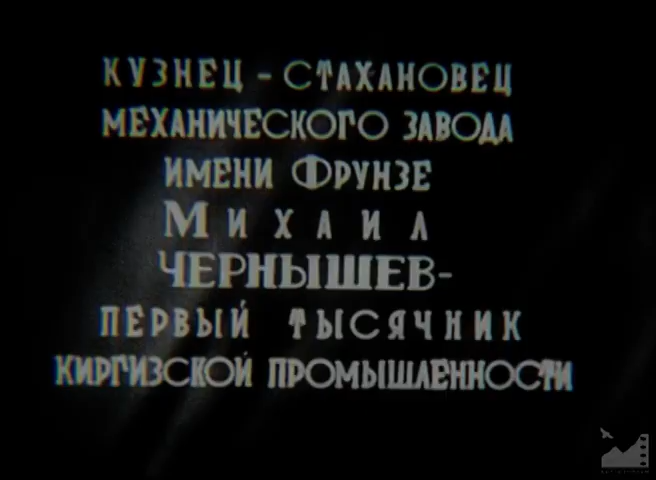 КУЗНЕЦ - СТАХАНОВЕЦ
МЕХАНИЧЕСКОГО ЗАВОДА
ИМЕНИ ФРУНЗЕ
МИХАИЛ
ЧЕРНЫШЕВ-
ПЕРВЫЙ ТЫСЯЧНИК
КИРГИЗСКОЙ ПРОМЫШЛЕННОСТИ